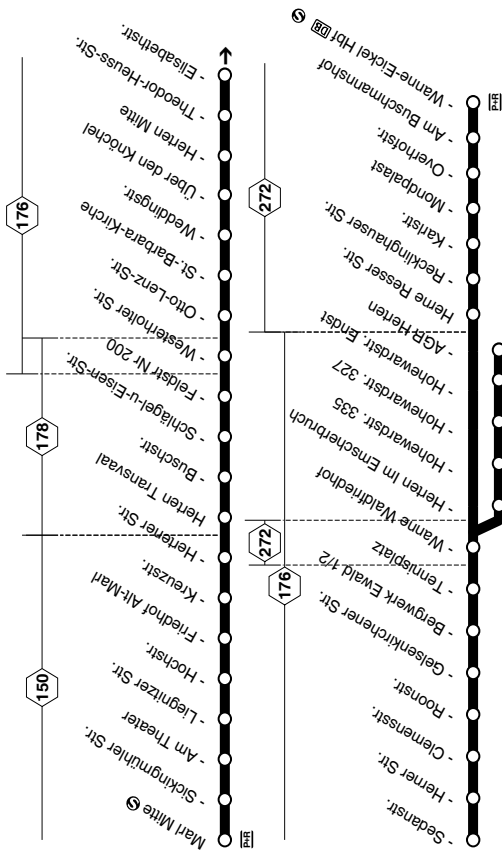 150
178
176
Marl Mitte S
P+R
- Sickingmühler Str.
- Am Theater
- Liegnitzer Str.
- Hochstr.
- Friedhof Alt-Marl
- Kreuzstr.
- Hertener Str.
Herten Transvaal
- Buschstr.
- Schlägel-u-Eisen-Str.
- Feldstr Nr 200
- Westerholter Str.
- Otto-Lenz-Str.
- St. Barbara-Kirche
- Weddingstr.
- Über den Knöchel
- Herten Mitte
- Theodor-Heuss-Str.
- Elisabethstr.
176
272
272
- Sedanstr.
- Herner Str.
- Clemensstr.
- Roonstr.
- Gelsenkirchener Str.
- Bergwerk Ewald 1/2
- Tennisplatz
- Wanne Waldfriedhof
- Herten Im Emscherbruch
- Hohewardstr. 335
- Hohewardstr. 327
- Hohewardstr. Endst
- AGR Herten
Herne Resser Str.
- Recklinghauser Str
- Karlstr.
- Mondpalast
- Overhofstr.
- Am Buschmannshof
- Wanne-Eickel Hbf DB S
P+R